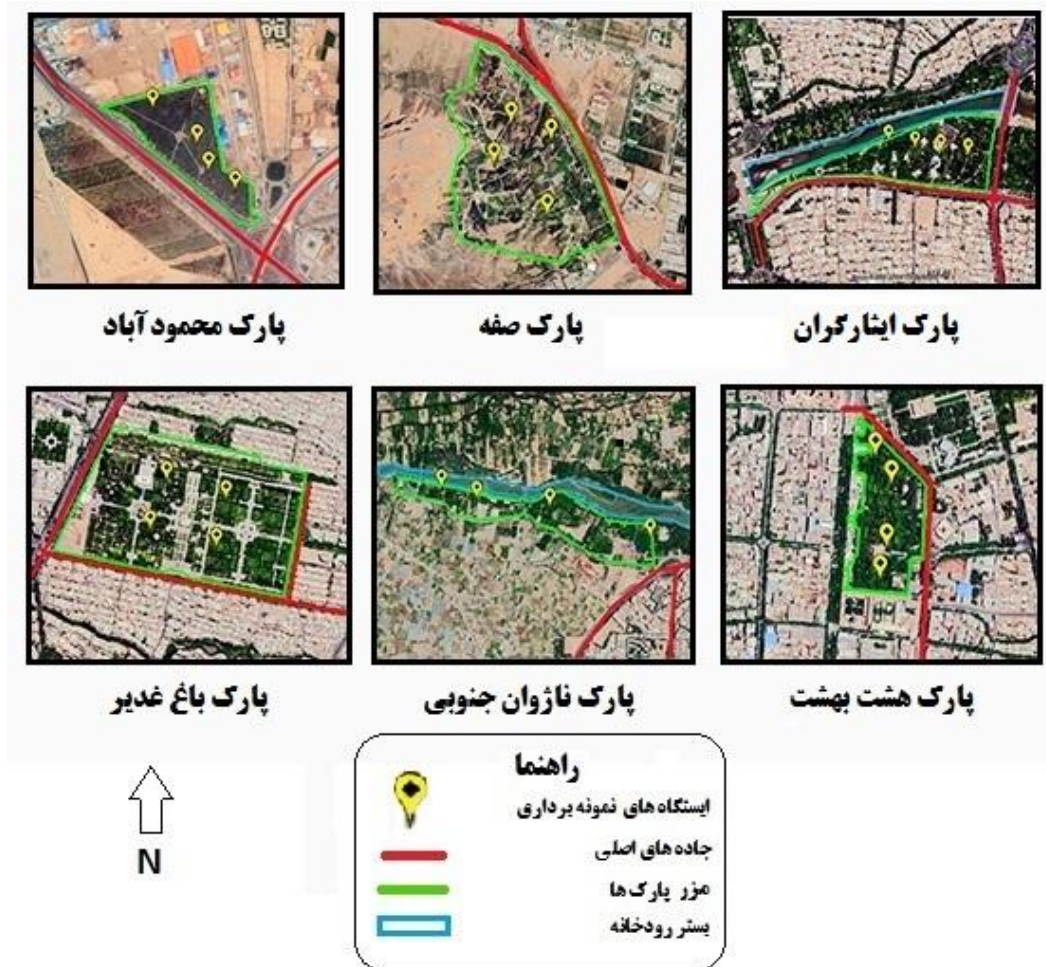 پارک ایثارگران
پارک صفه
پارک محمود آباد
پارک هشت بهشت
پارک ناژوان جنوبی
پارک باغ غدیر
راهنما
ایستگاه های نمونه برداری
جاده های اصلی
مزر پارک ها
بستر رودخانه
N